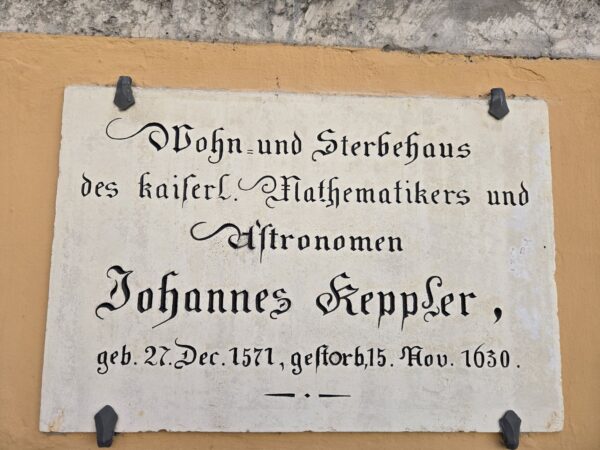 Wohn- und Sterbehaus
des kaiserl. Mathematikers und
Astronomen
Johannes Keppler,
geb. 27. Dec. 1571, gestorb, 15. Nov. 1630.